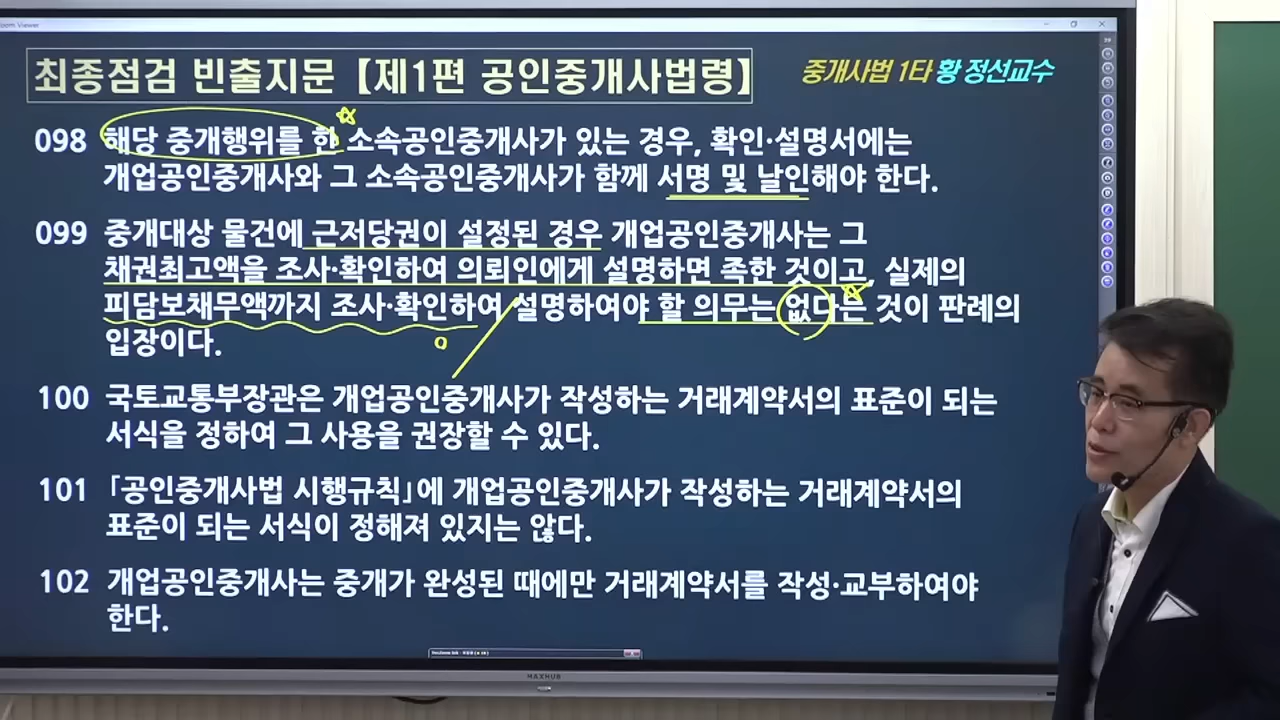 최종점검 빈출지문 【제1편 공인중개사법령】
중개사법 1타 황 정선교수
098 해당 중개행위를 한 소속공인중개사가 있는 경우, 확인·설명서에는
개업공인중개사와 그 소속공인중개사가 함께 서명 및 날인해야 한다.
099 중개대상 물건에 근저당권이 설정된 경우 개업공인중개사는 그
채권최고액을 조사·확인하여 의뢰인에게 설명하면 족한 것이고, 실제의
피담보채무액까지 조사·확인하여 설명하여야 할 의무는 없다는 것이 판례의
입장이다.
100 국토교통부장관은 개업공인중개사가 작성하는 거래계약서의 표준이 되는
서식을 정하여 그 사용을 권장할 수 있다.
101 「공인중개사법 시행규칙」에 개업공인중개사가 작성하는 거래계약서의
표준이 되는 서식이 정해져 있지는 않다.
102 개업공인중개사는 중개가 완성된 때에만 거래계약서를 작성·교부하여야
한다.
MAXHUB